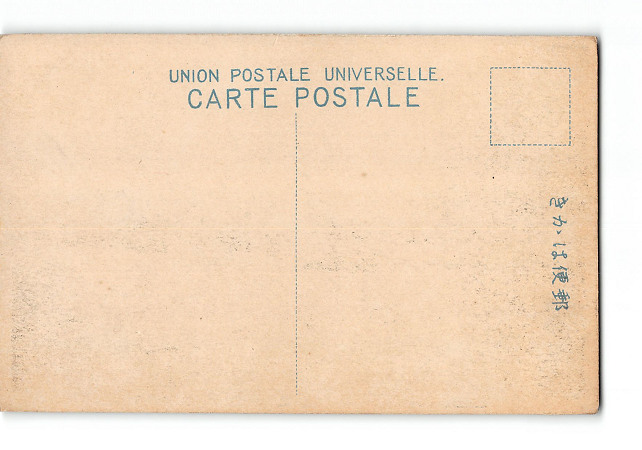 UNION POSTALE UNIVERSELLE.
CARTE POSTALE
きかは便郵